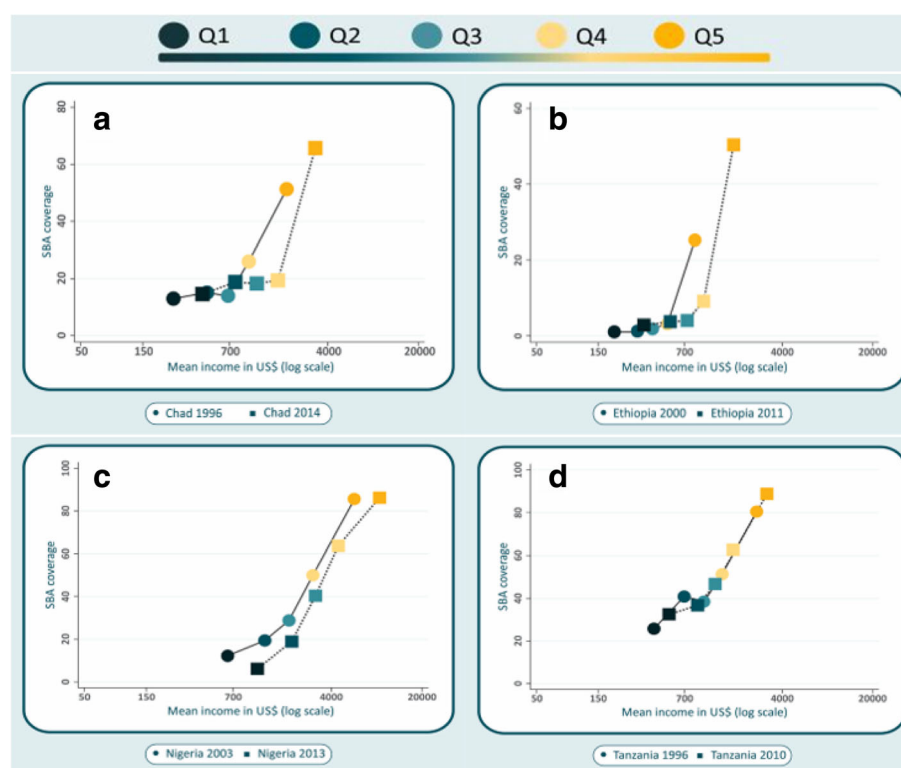 Q1 Q2 Q3 Q4 Q5
a
80
60
40
20
0
SBA coverage
50 150 700 4000 20000
Mean income in US$ (log scale)
Chad 1996 Chad 2014
b
60
40
20
0
SBA coverage
50 150 700 4000 20000
Mean income in US$ (log scale)
Ethiopia 2000 Ethiopia 2011
c
100
80
60
40
20
0
SBA coverage
50 150 700 4000 20000
Mean income in US$ (log scale)
Nigeria 2003 Nigeria 2013
d
100
80
60
40
20
0
SBA coverage
50 150 700 4000 20000
Mean income in US$ (log scale)
Tanzania 1996 Tanzania 2010